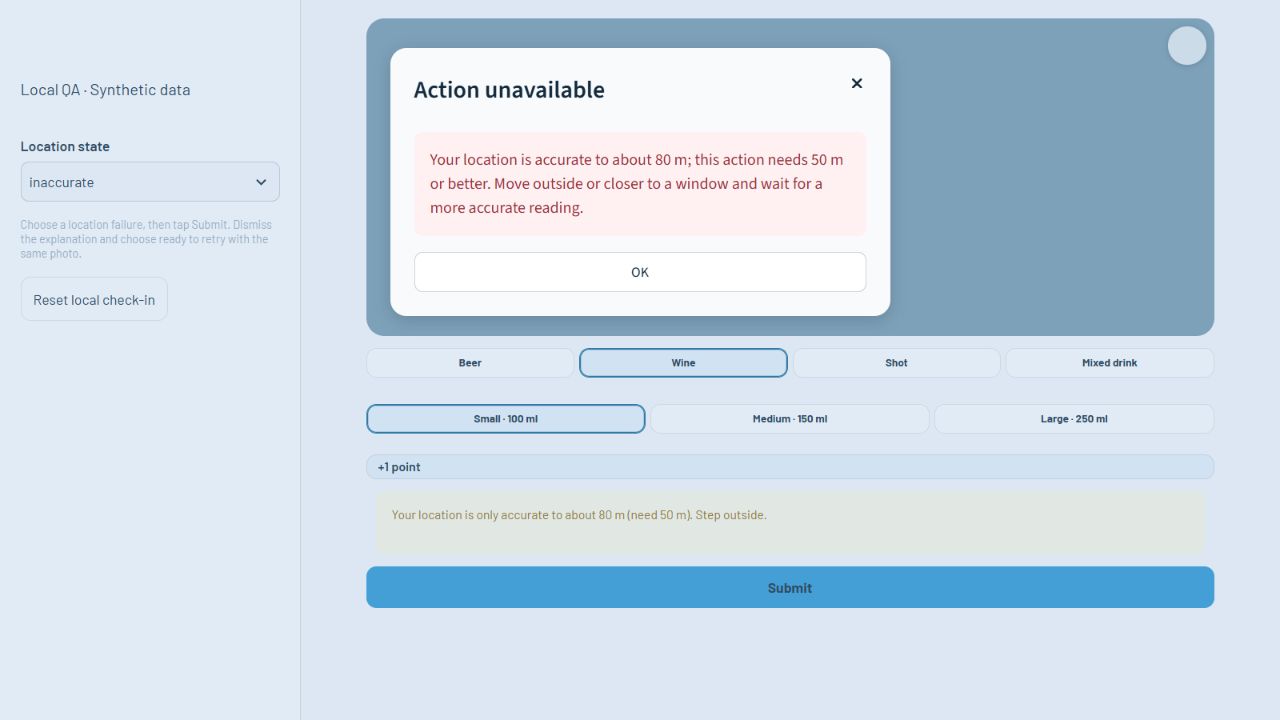 Local QA · Synthetic data
Location state
inaccurate
Choose a location failure, then tap Submit. Dismiss
the explanation and choose ready to retry with the
same photo.
Reset local check-in
Action unavailable
Your location is accurate to about 80 m; this action needs 50 m
or better. Move outside or closer to a window and wait for a
more accurate reading.
OK
Beer
Wine
Shot
Mixed drink
Small · 100 ml
Medium · 150 ml
Large · 250 ml
+1 point
Your location is only accurate to about 80 m (need 50 m). Step outside.
Submit